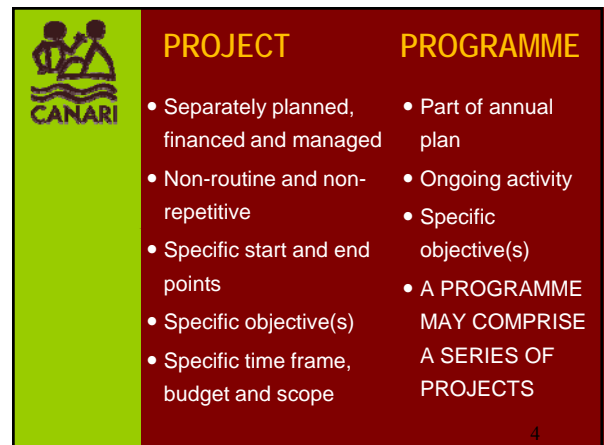 CANARI
PROJECT
• Separately planned,
financed and managed
• Non-routine and non-
repetitive
• Specific start and end
points
• Specific objective(s)
• Specific time frame,
budget and scope
PROGRAMME
• Part of annual
plan
• Ongoing activity
• Specific
objective(s)
• A PROGRAMME
MAY COMPRISE
A SERIES OF
PROJECTS
4